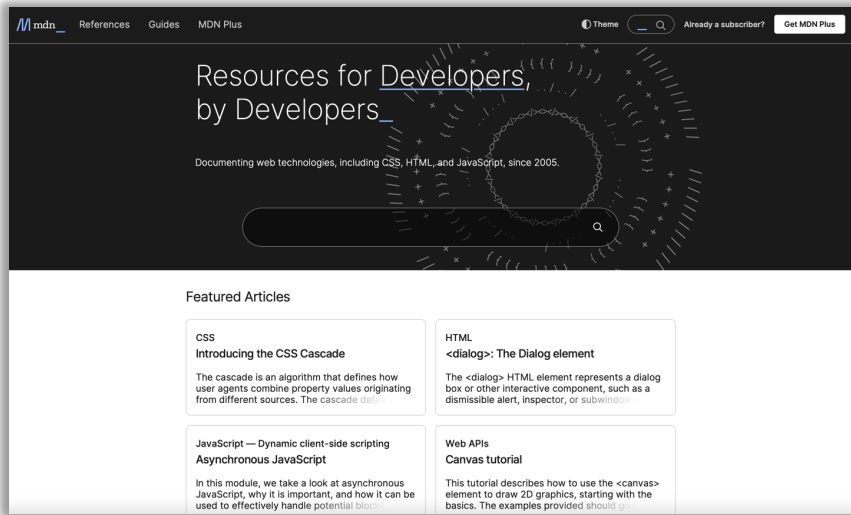 mdn_
References
Guides
MDN Plus
Theme
_
Already a subscriber?
Get MDN Plus
Resources for Developers,
by Developers_
Documenting web technologies, including CSS, HTML, and JavaScript, since 2005.
Featured Articles
CSS
Introducing the CSS Cascade
The cascade is an algorithm that defines how
user agents combine property values originating
from different sources. The cascade
HTML
<dialog>: The Dialog element
The <dialog> HTML element represents a dialog
box or other interactive component, such as a
dismissible alert, inspector, or subwindow
JavaScript — Dynamic client-side scripting
Asynchronous JavaScript
In this module, we take a look at asynchronous
JavaScript, why it is important, and how it can be
used to effectively handle potential
Web APIs
Canvas tutorial
This tutorial describes how to use the <canvas>
element to draw 2D graphics, starting with the
basics. The examples provided should